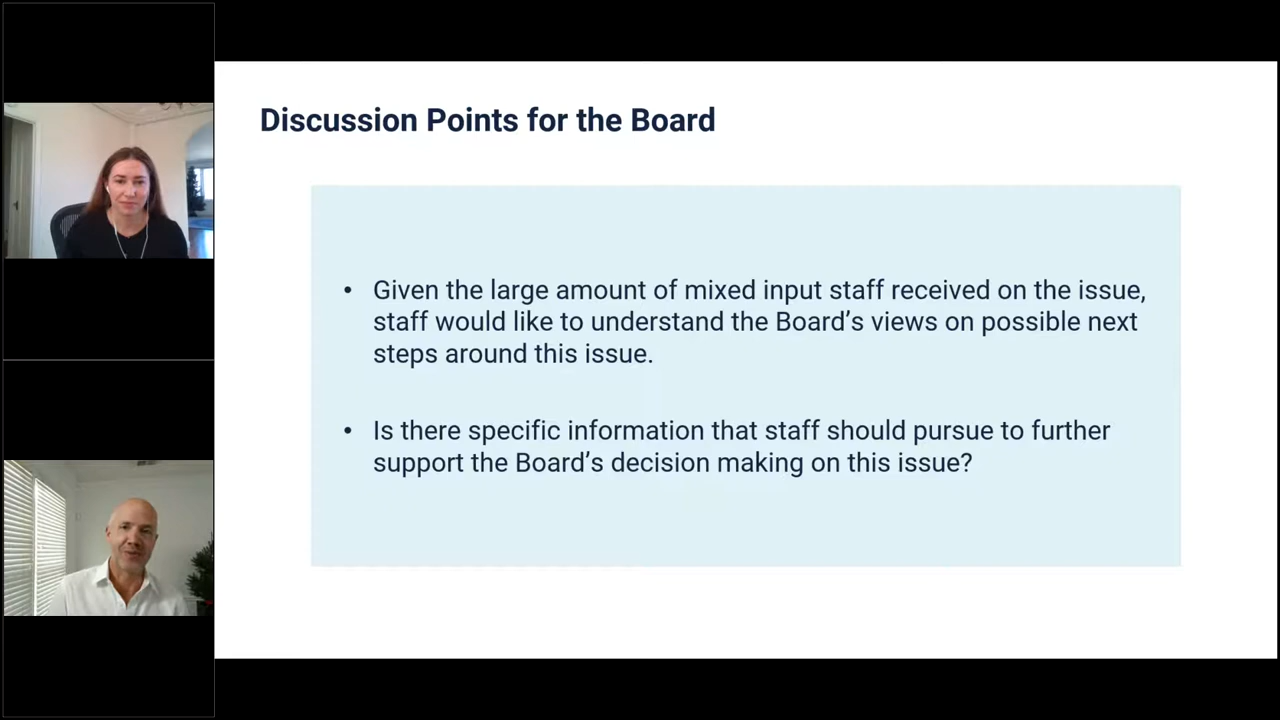 Discussion Points for the Board
• Given the large amount of mixed input staff received on the issue,
staff would like to understand the Board's views on possible next
steps around this issue.
• Is there specific information that staff should pursue to further
support the Board's decision making on this issue?